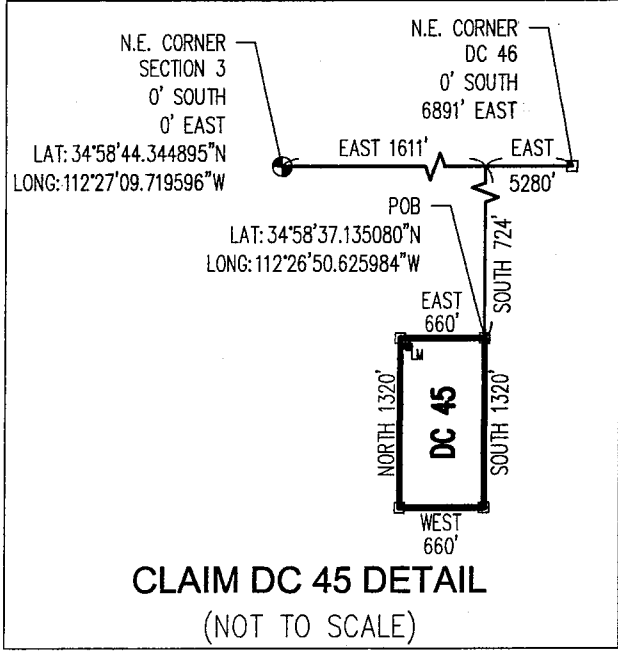 N.E. CORNER
SECTION 3
0' SOUTH
0' EAST
LAT: 34°58'44.344895"N
LONG: 112°27'09.719596"W
N.E. CORNER
DC 46
0' SOUTH
6891' EAST
EAST 1611'
EAST
5280'
POB
LAT: 34°58'37.135080"N
LONG: 112°26'50.625984"W
SOUTH 724'
EAST
660'
LM
NORTH 1320'
DC 45
SOUTH 1320'
WEST
660'
CLAIM DC 45 DETAIL
(NOT TO SCALE)